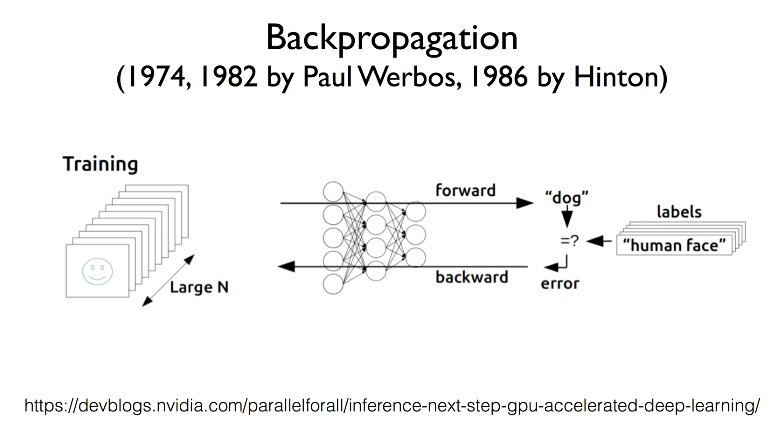 Backpropagation
(1974, 1982 by Paul Werbos, 1986 by Hinton)
Training
Large N
forward
"dog"
labels
=?
"human face"
backward
error
https://devblogs.nvidia.com/parallelforall/inference-next-step-gpu-accelerated-deep-learning/